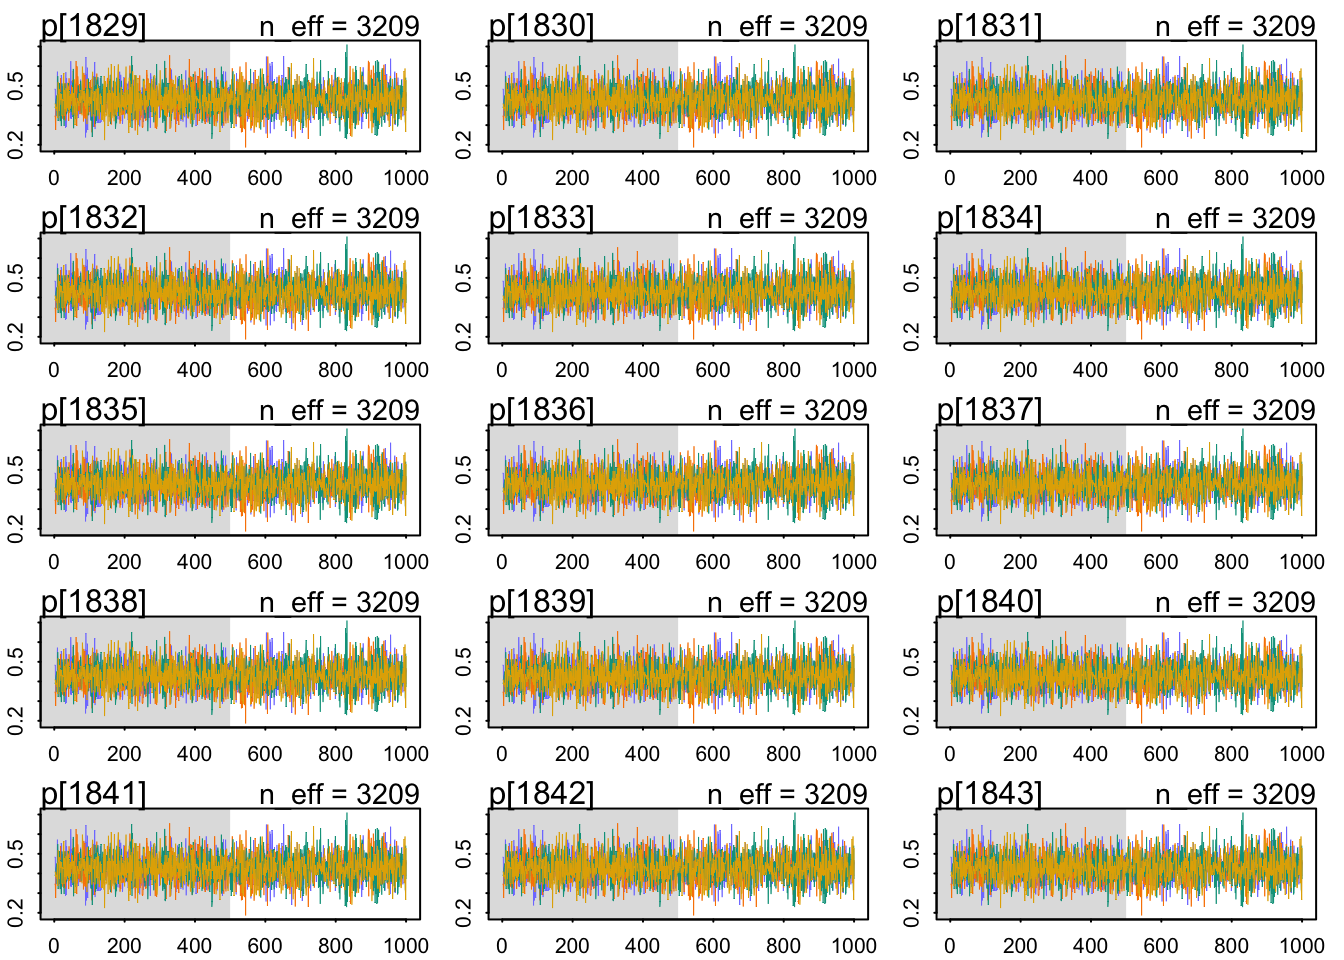 p[1829] n_eff = 3209 p[1830] n_eff = 3209 p[1831] n_eff = 3209
0.2 0.5 0.2 0.5 0.2 0.5
0 200 400 600 800 1000 0 200 400 600 800 1000 0 200 400 600 800 1000
p[1832] n_eff = 3209 p[1833] n_eff = 3209 p[1834] n_eff = 3209
0.2 0.5 0.2 0.5 0.2 0.5
0 200 400 600 800 1000 0 200 400 600 800 1000 0 200 400 600 800 1000
p[1835] n_eff = 3209 p[1836] n_eff = 3209 p[1837] n_eff = 3209
0.2 0.5 0.2 0.5 0.2 0.5
0 200 400 600 800 1000 0 200 400 600 800 1000 0 200 400 600 800 1000
p[1838] n_eff = 3209 p[1839] n_eff = 3209 p[1840] n_eff = 3209
0.2 0.5 0.2 0.5 0.2 0.5
0 200 400 600 800 1000 0 200 400 600 800 1000 0 200 400 600 800 1000
p[1841] n_eff = 3209 p[1842] n_eff = 3209 p[1843] n_eff = 3209
0.2 0.5 0.2 0.5 0.2 0.5
0 200 400 600 800 1000 0 200 400 600 800 1000 0 200 400 600 800 1000